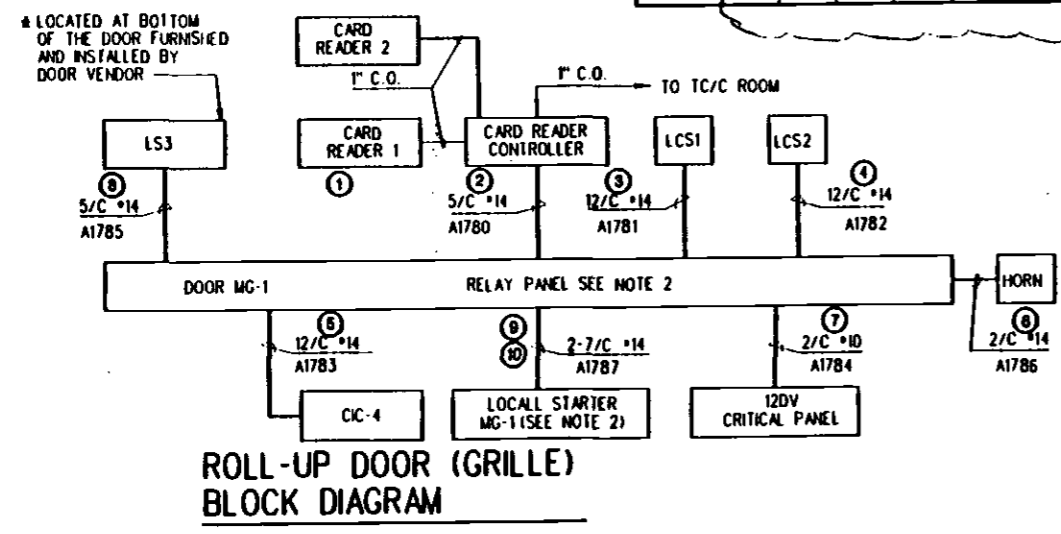 * LOCATED AT BOTTOM
OF THE DOOR FURNISHED
AND INSTALLED BY
DOOR VENDOR
CARD
READER 2
1" C.O.
1" C.O.
TO TC/C ROOM
LS3
CARD
READER 1
CARD READER
CONTROLLER
LCS1
LCS2
8
5/C #14
A1785
1
2
5/C #14
A1780
3
12/C #14
A1781
4
12/C #14
A1782
DOOR MG-1
RELAY PANEL SEE NOTE 2
HORN
5
12/C #14
A1783
9
10
2-7/C #14
A1787
7
2/C #10
A1784
6
2/C #14
A1786
CIC-4
LOCALL STARTER
MG-1 (SEE NOTE 2)
120V
CRITICAL PANEL
ROLL-UP DOOR (GRILLE)
BLOCK DIAGRAM